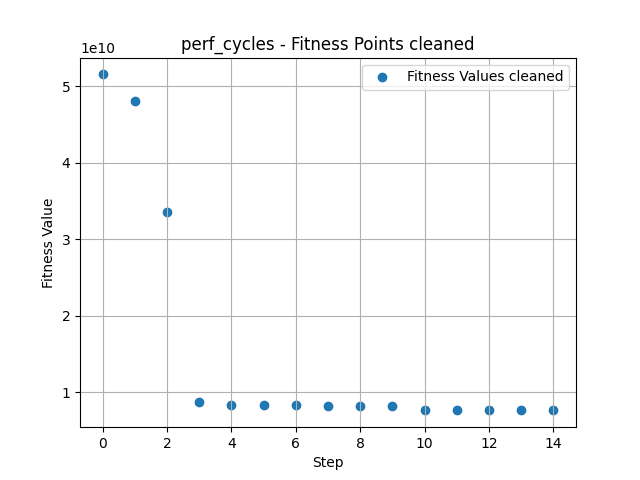 perf_cycles - Fitness Points cleaned
1e10
Fitness Values cleaned
5
4
3
2
1
Fitness Value
0 2 4 6 8 10 12 14
Step